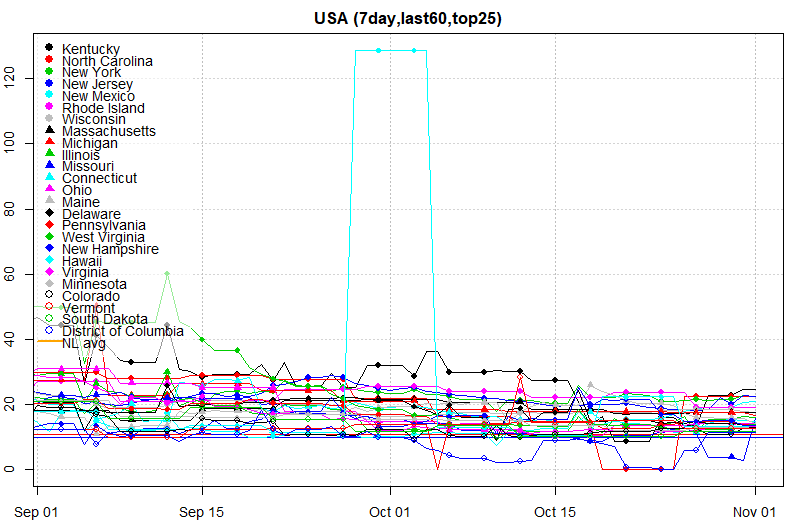 USA (7day,last60,top25)
120
100
80
60
40
20
0
Kentucky
North Carolina
New York
New Jersey
New Mexico
Rhode Island
Wisconsin
Massachusetts
Michigan
Illinois
Missouri
Connecticut
Ohio
Maine
Delaware
Pennsylvania
West Virginia
New Hampshire
Hawaii
Virginia
Minnesota
Colorado
Vermont
South Dakota
District of Columbia
NL avg
Sep 01
Sep 15
Oct 01
Oct 15
Nov 01